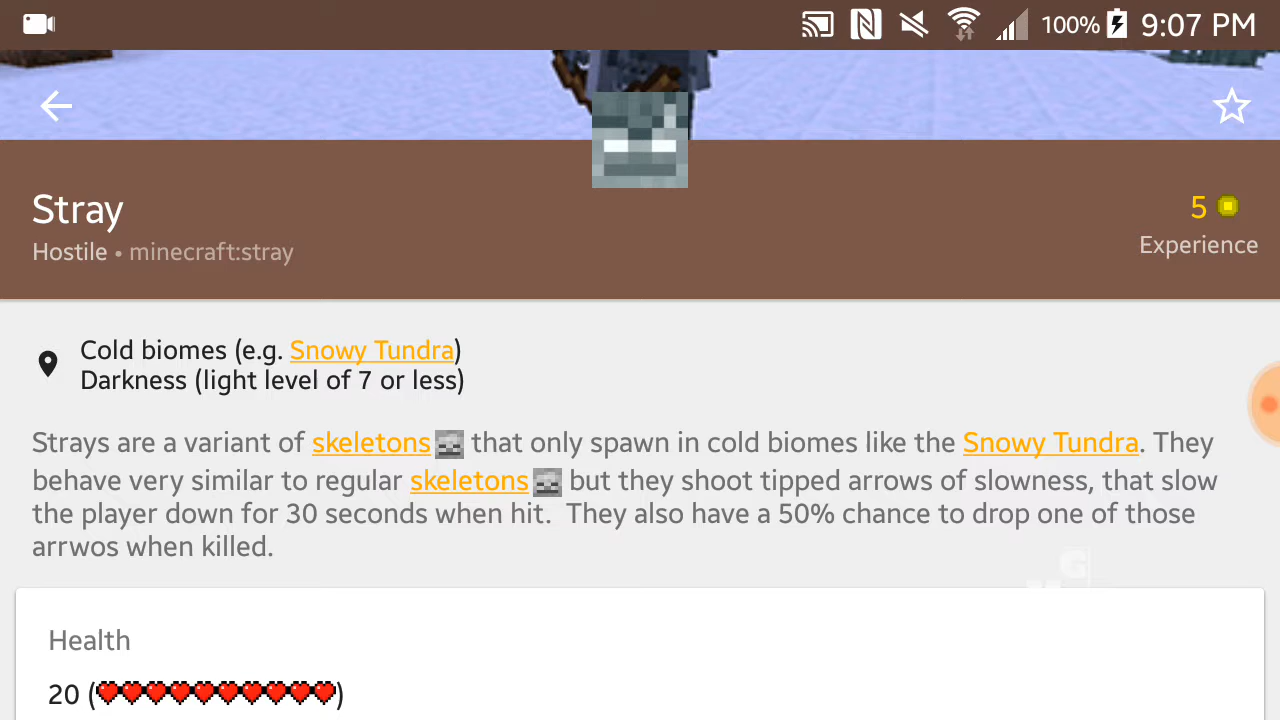 100% 9:07 PM
Stray
Hostile • minecraft:stray
5
Experience
Cold biomes (e.g. Snowy Tundra)
Darkness (light level of 7 or less)
Strays are a variant of skeletons that only spawn in cold biomes like the Snowy Tundra. They
behave very similar to regular skeletons but they shoot tipped arrows of slowness, that slow
the player down for 30 seconds when hit. They also have a 50% chance to drop one of those
arrwos when killed.
G
Health
20 (❤❤❤❤❤❤❤❤❤❤)